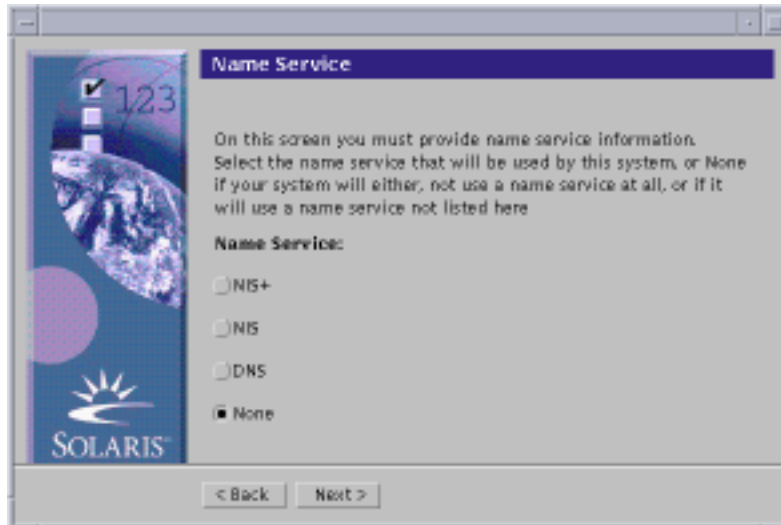 Name Service
123
On this screen you must provide name service information.
Select the name service that will be used by this system, or None
if your system will either, not use a name service at all, or if it
will use a name service not listed here
Name Service:
NIS+
NIS
DNS
None
SOLARIS™
< Back
Next >